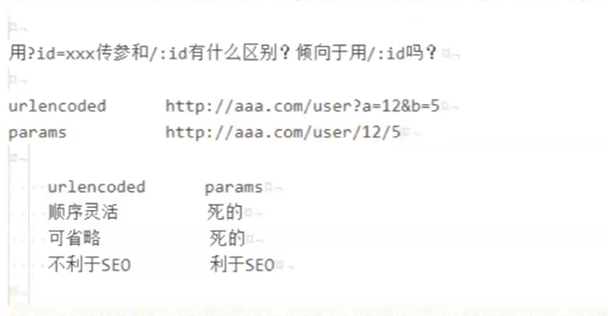 用?id=xxx传参和/:id有什么区别？倾向于用/:id吗？
urlencoded http://aaa.com/user?a=12&b=5
params http://aaa.com/user/12/5
urlencoded params
顺序灵活 死的
可省略 死的
不利于SEO 利于SEO